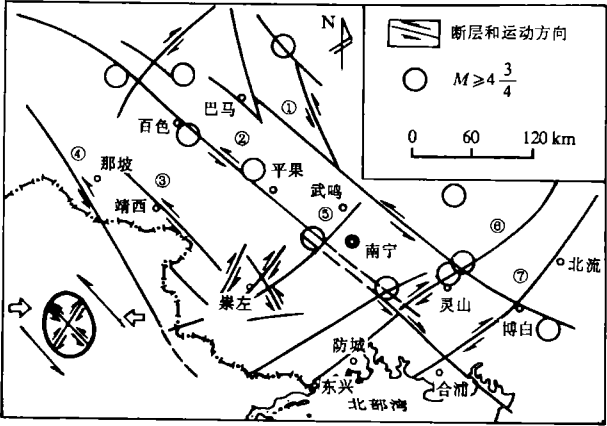 N
断层和运动方向
M≥4 3/4
0 60 120 km
巴马
①
百色
②
④
那坡
③
平果
靖西
武鸣
⑤
南宁
⑥
⑦
北流
崇左
灵山
博白
防城
合浦
东兴
北部湾